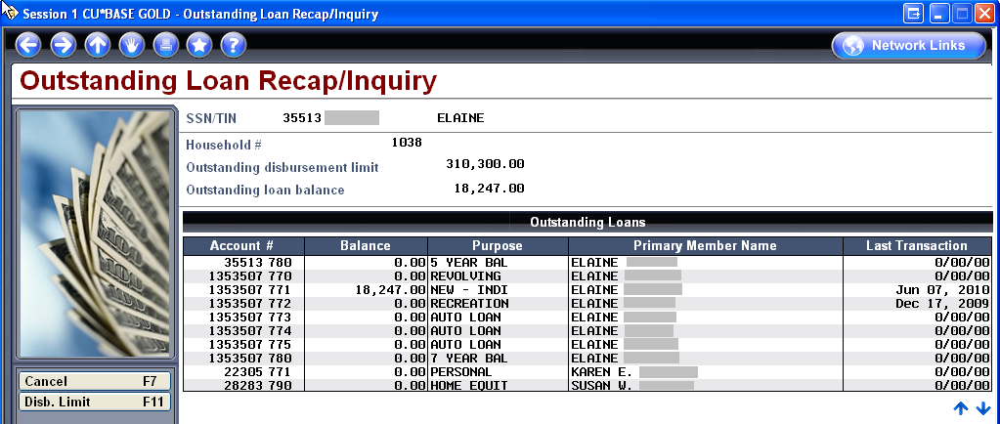 Session 1 CU*BASE GOLD - Outstanding Loan Recap/Inquiry
? Network Links
Outstanding Loan Recap/Inquiry
SSN/TIN 35513 ELAINE
Household # 1038
Outstanding disbursement limit 310,300.00
Outstanding loan balance 18,247.00
Outstanding Loans
Account # Balance Purpose Primary Member Name Last Transaction
35513 780 0.00 5 YEAR BAL ELAINE 0/00/00
1353507 770 0.00 REVOLVING ELAINE 0/00/00
1353507 771 18,247.00 NEW - INDI ELAINE Jun 07, 2010
1353507 772 0.00 RECREATION ELAINE Dec 17, 2009
1353507 773 0.00 AUTO LOAN ELAINE 0/00/00
1353507 774 0.00 AUTO LOAN ELAINE 0/00/00
1353507 775 0.00 AUTO LOAN ELAINE 0/00/00
1353507 780 0.00 7 YEAR BAL ELAINE 0/00/00
22305 771 0.00 PERSONAL KAREN E. 0/00/00
28283 790 0.00 HOME EQUIT SUSAN W. 0/00/00
Cancel F7
Disb. Limit F11